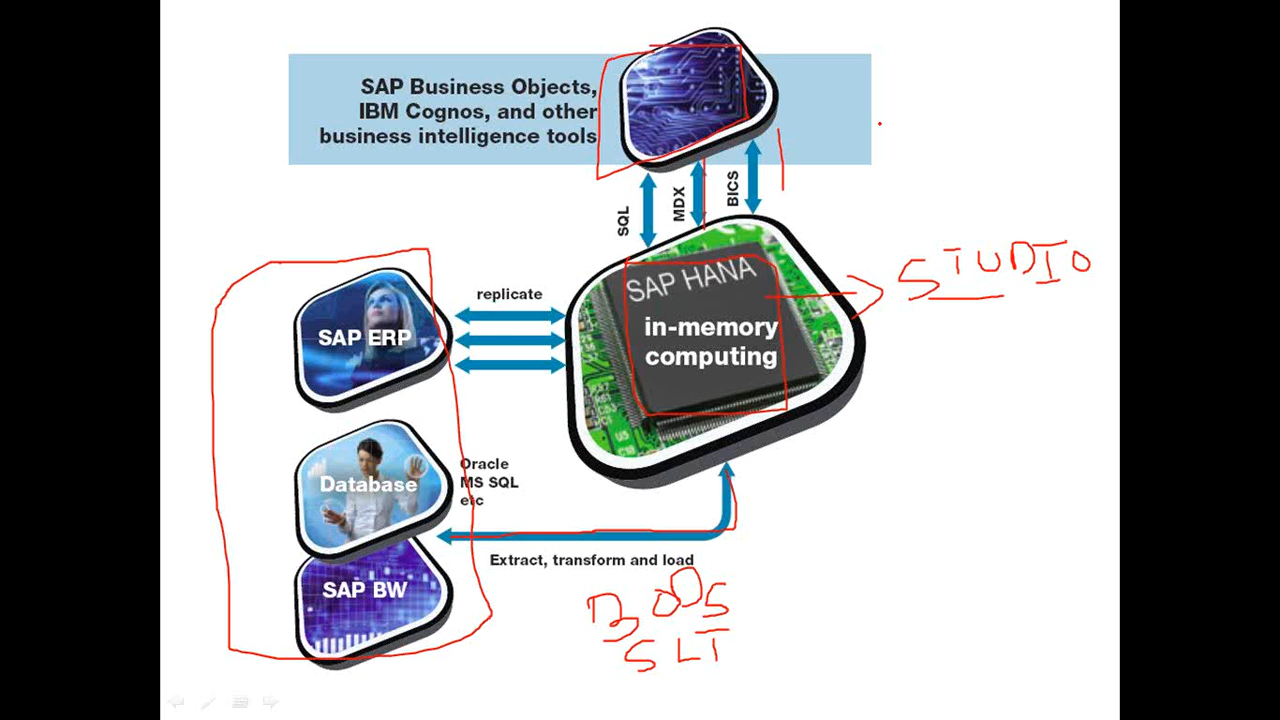 SAP Business Objects,
IBM Cognos, and other
business intelligence tools
SQL
MDX
BICS
SAP HANA
in-memory
computing
STUDIO
replicate
SAP ERP
Database
Oracle
MS SQL
etc
Extract, transform and load
SAP BW
BODS
SLT